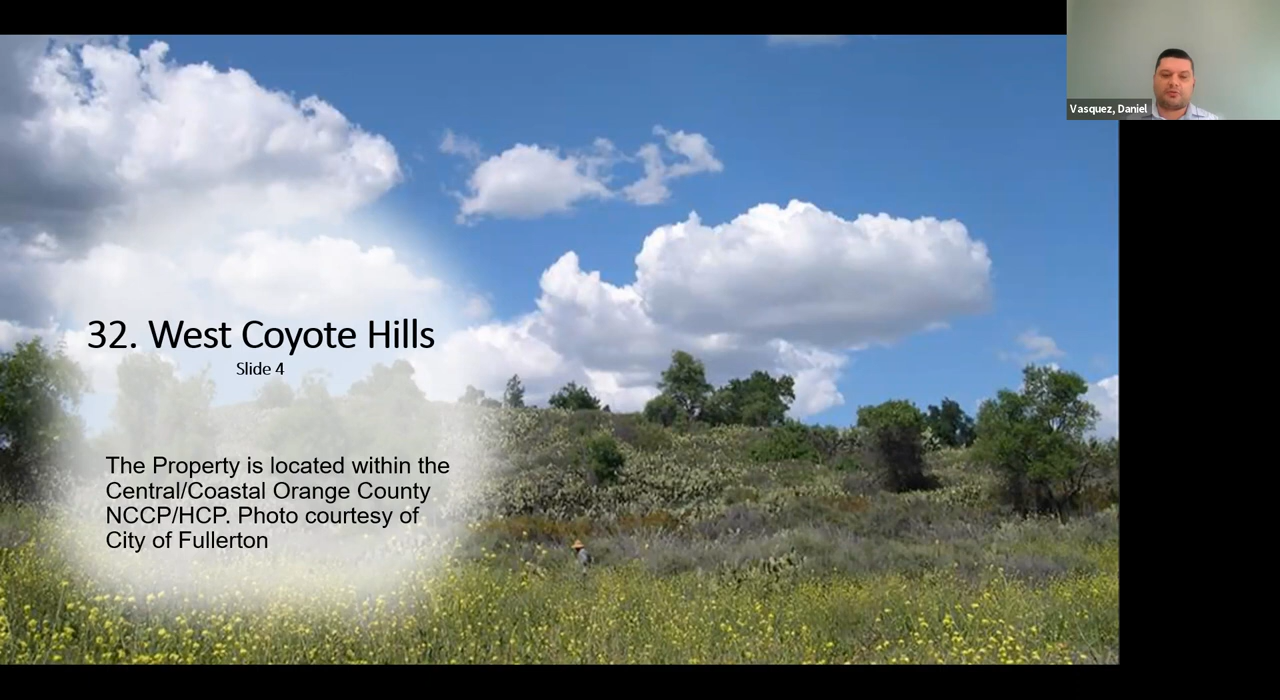 Vasquez, Daniel
32. West Coyote Hills
Slide 4
The Property is located within the
Central/Coastal Orange County
NCCP/HCP. Photo courtesy of
City of Fullerton